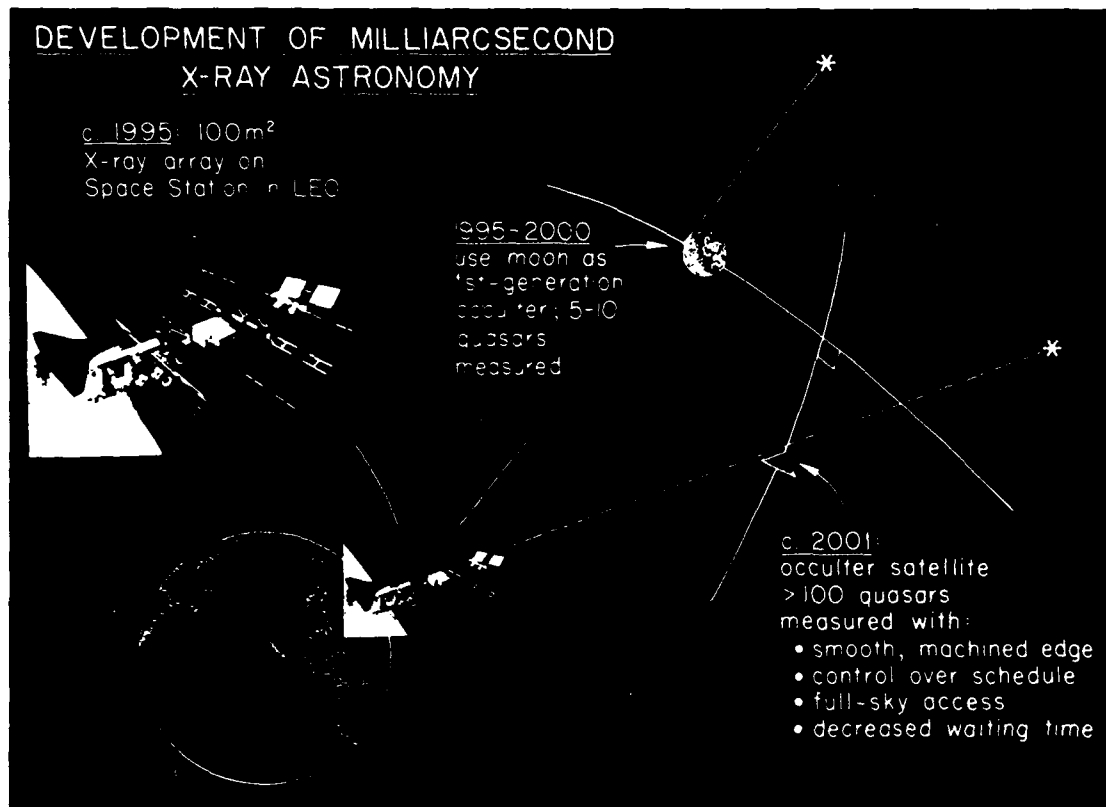 DEVELOPMENT OF MILLIARCSECOND
X-RAY ASTRONOMY
c. 1995: 100m²
X-ray array on
Space Station in LEO
1995-2000
use moon as
1st-generation
occulter; 5-10
quasars
measured
c. 2001:
occulter satellite
>100 quasars
measured with:
• smooth, machined edge
• control over schedule
• full-sky access
• decreased waiting time